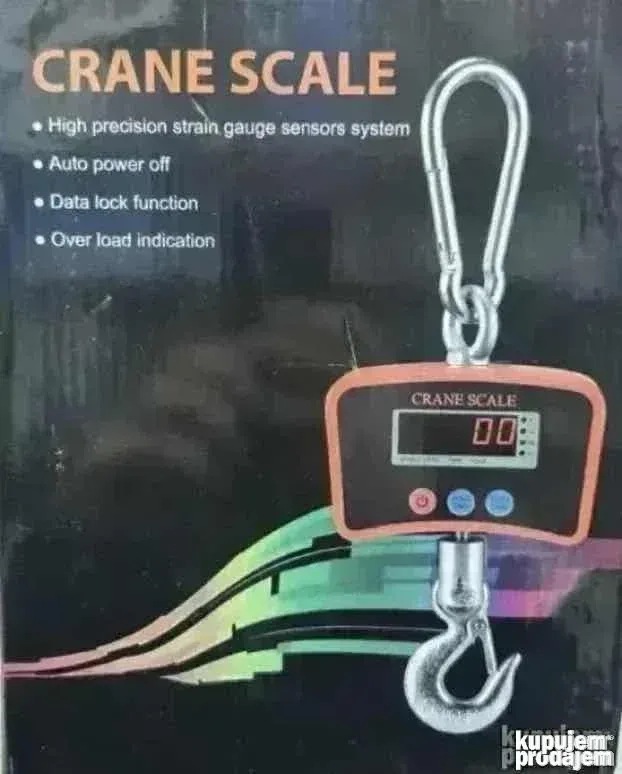 CRANE SCALE
• High precision strain gauge sensors system
• Auto power off
• Data lock function
• Over load indication
CRANE SCALE
00
kupujem
prodajem